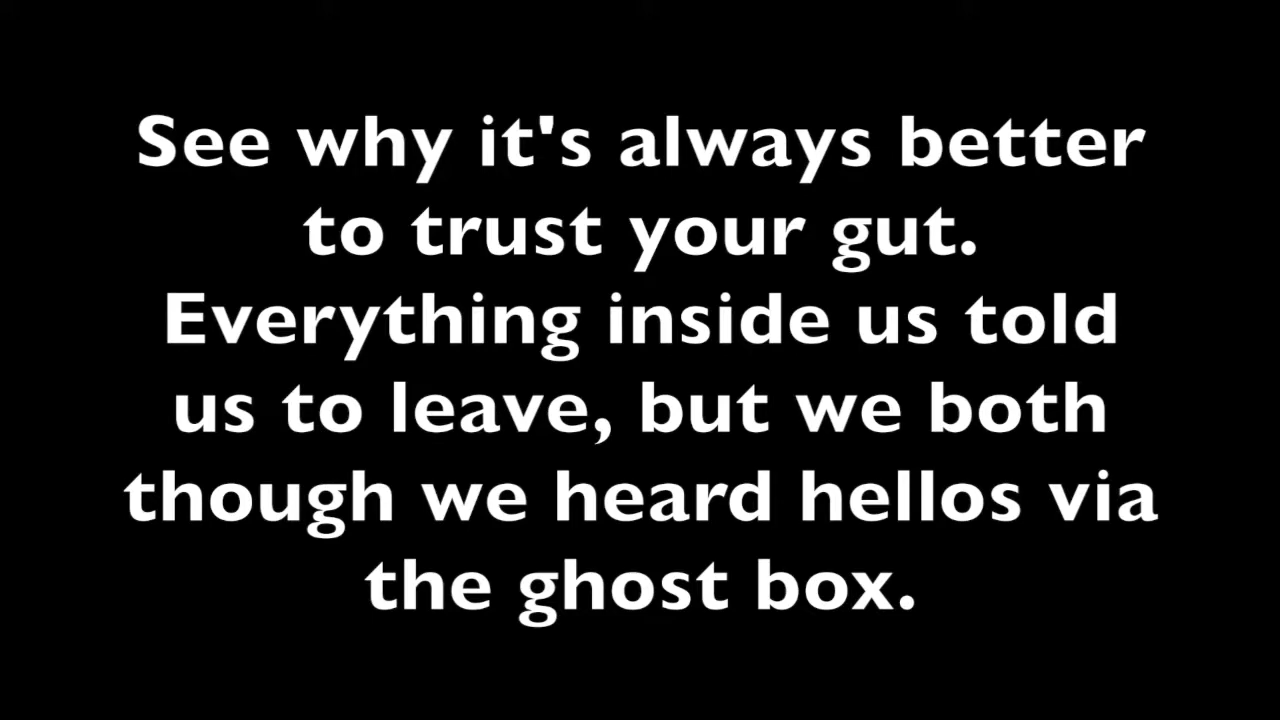 See why it's always better
to trust your gut.
Everything inside us told
us to leave, but we both
though we heard hellos via
the ghost box.